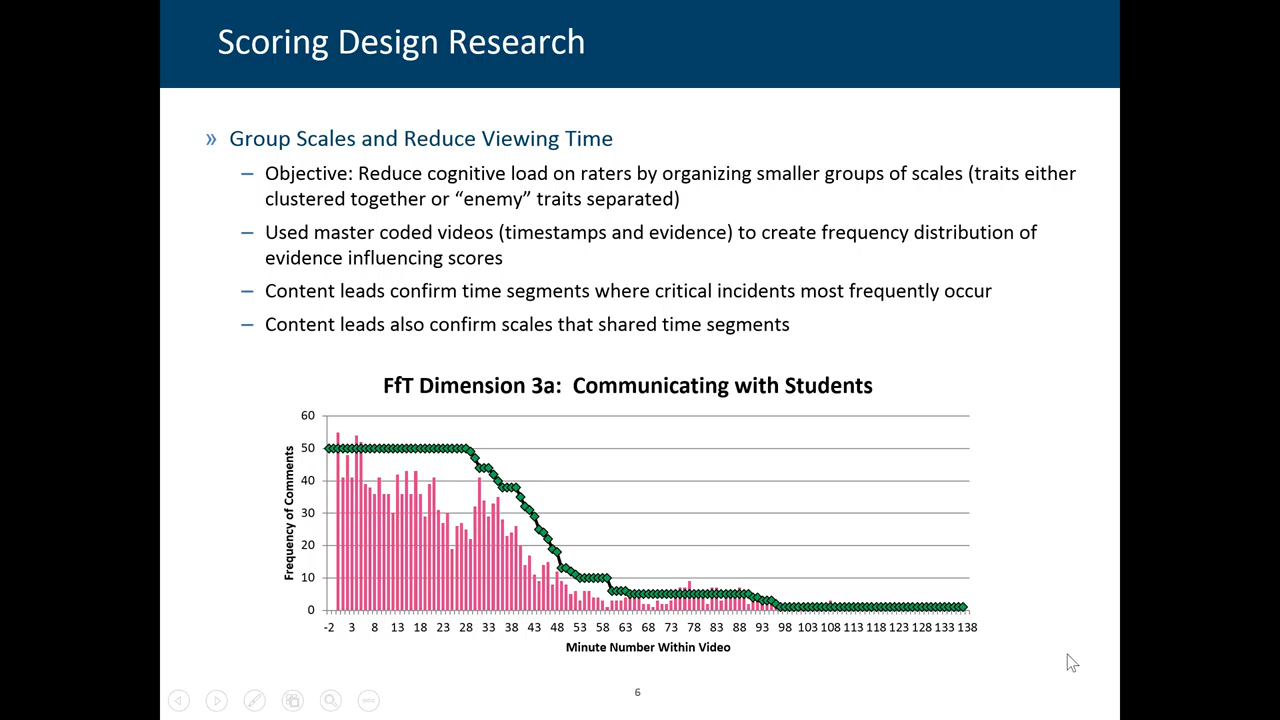 Scoring Design Research
» Group Scales and Reduce Viewing Time
– Objective: Reduce cognitive load on raters by organizing smaller groups of scales (traits either
clustered together or “enemy” traits separated)
– Used master coded videos (timestamps and evidence) to create frequency distribution of
evidence influencing scores
– Content leads confirm time segments where critical incidents most frequently occur
– Content leads also confirm scales that shared time segments
FfT Dimension 3a: Communicating with Students
Frequency of Comments
60
50
40
30
20
10
0
-2 3 8 13 18 23 28 33 38 43 48 53 58 63 68 73 78 83 88 93 98 103 108 113 118 123 128 133 138
Minute Number Within Video
6